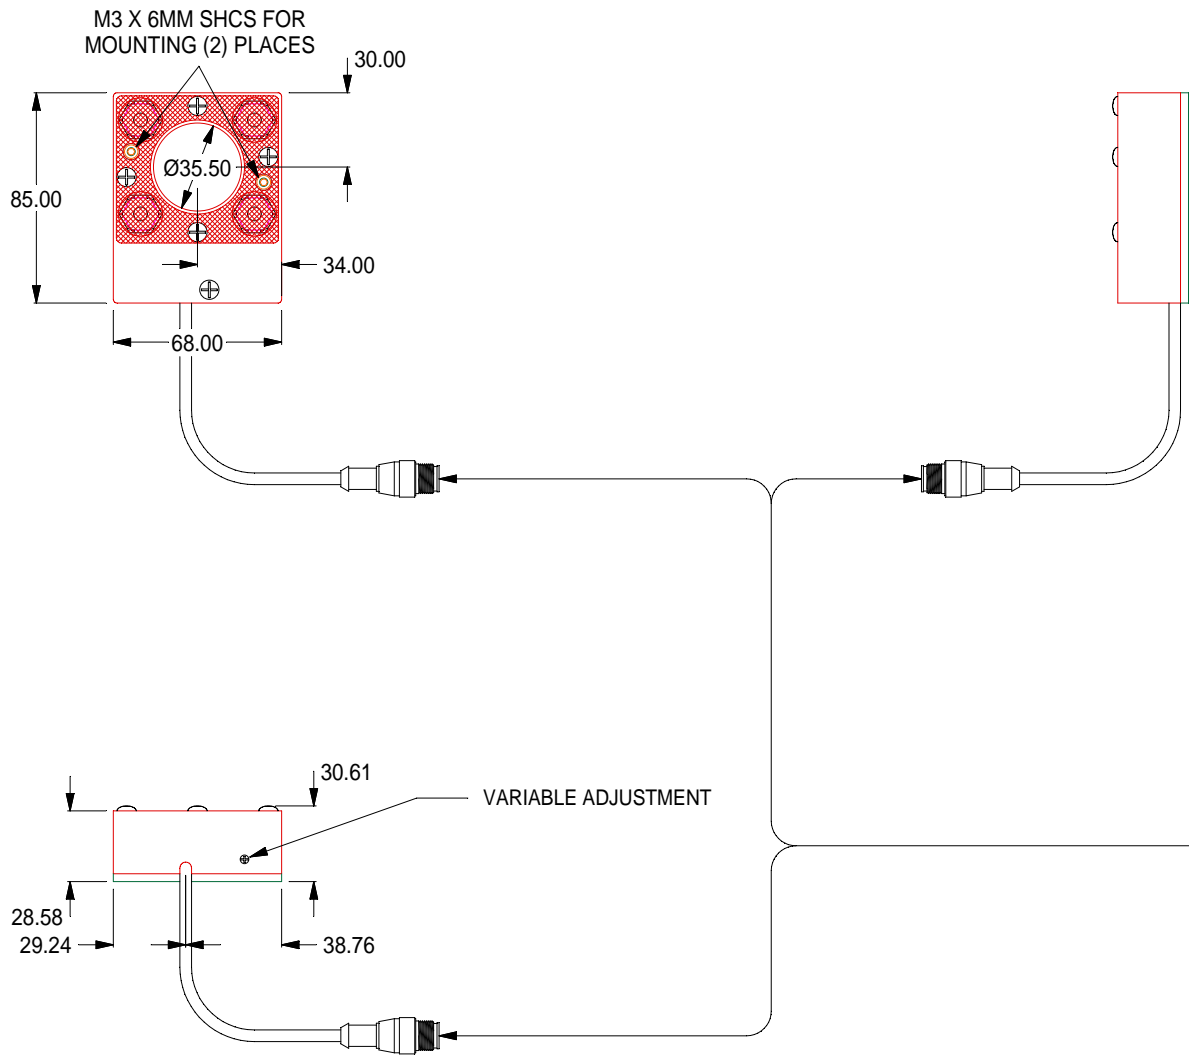 M3 X 6MM SHCS FOR
MOUNTING (2) PLACES
30.00
Ø35.50
85.00
34.00
68.00
30.61
VARIABLE ADJUSTMENT
28.58
29.24
38.76